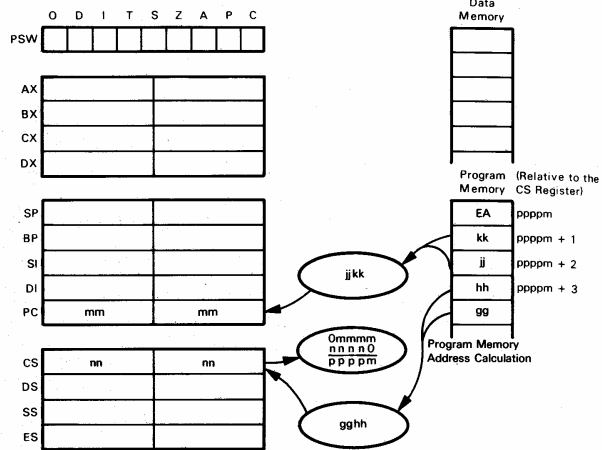 O D I T S Z A P C
PSW
AX
BX
CX
DX
SP
BP
SI
DI
PC mm mm
CS nn nn
DS
SS
ES
jjkk
0mmmm
nnnn0
ppppm
gghh
Data
Memory
Program
Memory
(Relative to the
CS Register)
EA ppppm
kk ppppm + 1
jj ppppm + 2
hh ppppm + 3
gg
Program Memory
Address Calculation